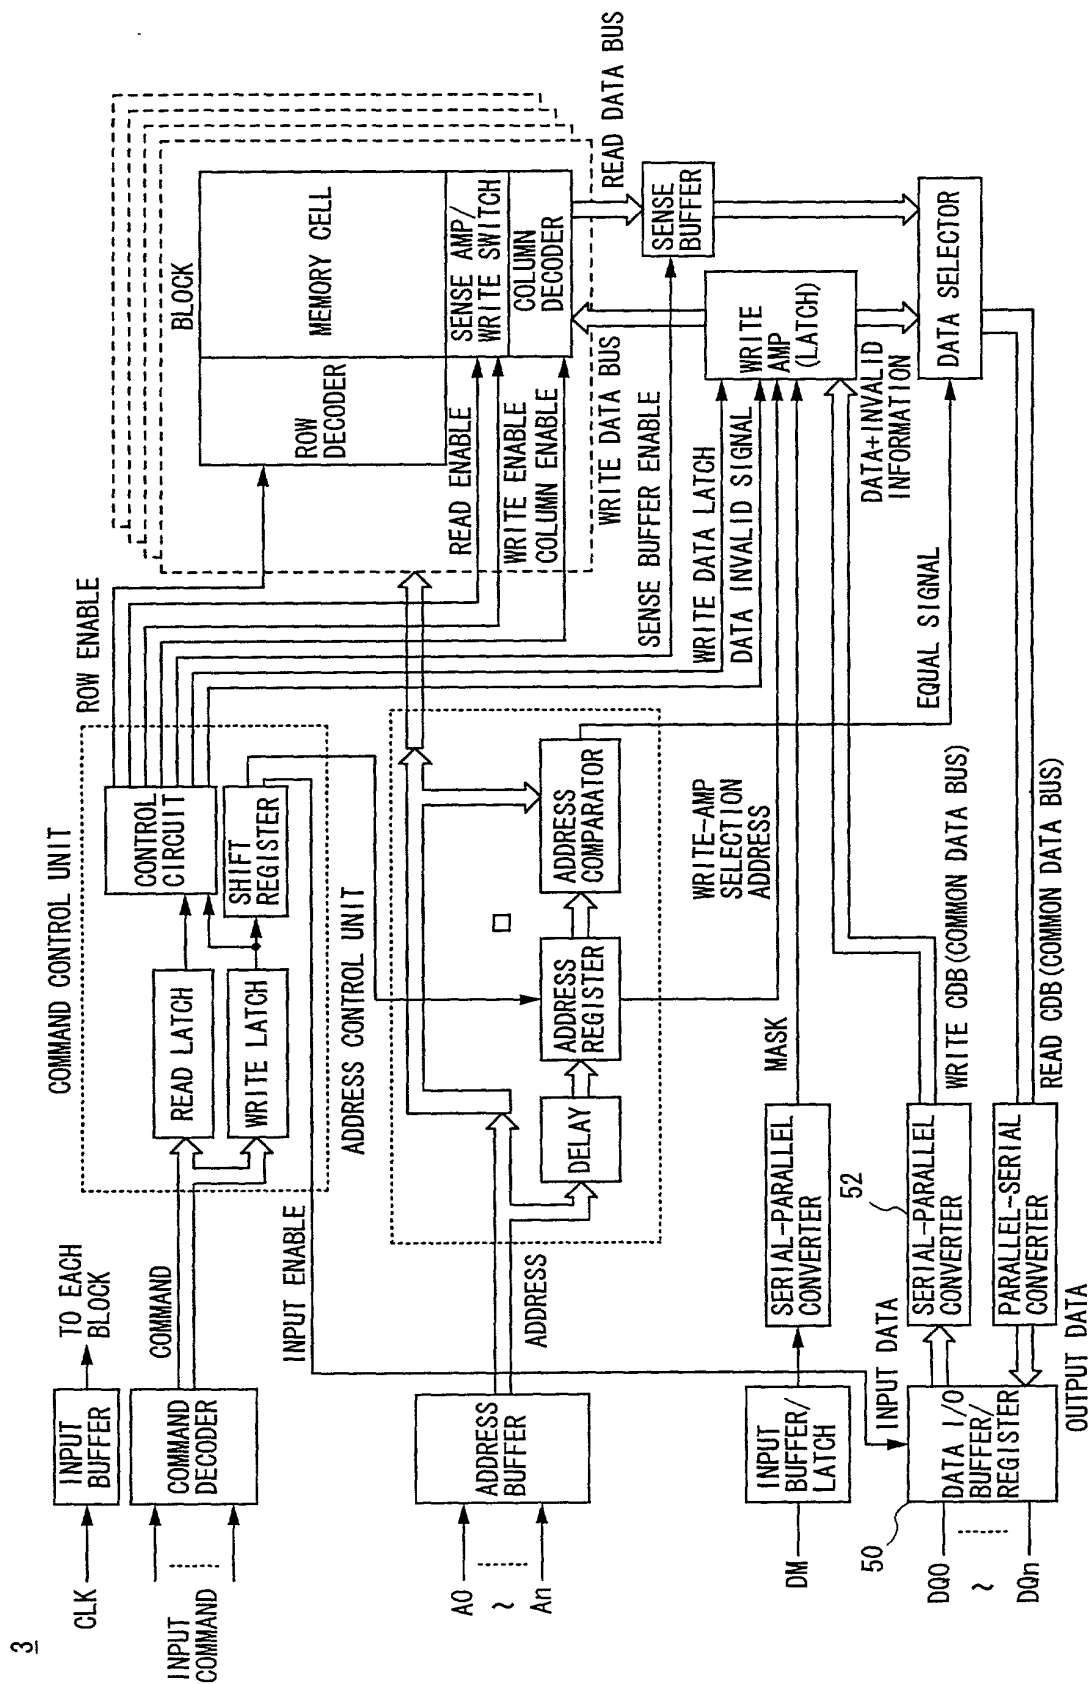 3
CLK
INPUT
BUFFER
TO EACH
BLOCK
INPUT
COMMAND
COMMAND
DECODER
COMMAND
COMMAND CONTROL UNIT
READ LATCH
WRITE LATCH
CONTROL
CIRCUIT
SHIFT
REGISTER
INPUT ENABLE
ROW ENABLE
BLOCK
ROW
DECODER
MEMORY CELL
SENSE AMP/
WRITE SWITCH
COLUMN
DECODER
READ ENABLE
WRITE ENABLE
COLUMN ENABLE
WRITE DATA BUS
READ DATA BUS
SENSE BUFFER ENABLE
SENSE
BUFFER
ADDRESS CONTROL UNIT
A0
~
An
ADDRESS
BUFFER
ADDRESS
DELAY
ADDRESS
REGISTER
ADDRESS
COMPARATOR
WRITE DATA LATCH
DATA INVALID SIGNAL
WRITE-AMP
SELECTION
ADDRESS
WRITE
AMP
(LATCH)
DATA+INVALID
INFORMATION
EQUAL SIGNAL
DATA SELECTOR
DM
INPUT
BUFFER/
LATCH
SERIAL-PARALLEL
CONVERTER
MASK
50
DQ0
~
DQn
DATA I/O
BUFFER/
REGISTER
INPUT DATA
OUTPUT DATA
52
SERIAL-PARALLEL
CONVERTER
PARALLEL-SERIAL
CONVERTER
WRITE CDB(COMMON DATA BUS)
READ CDB(COMMON DATA BUS)